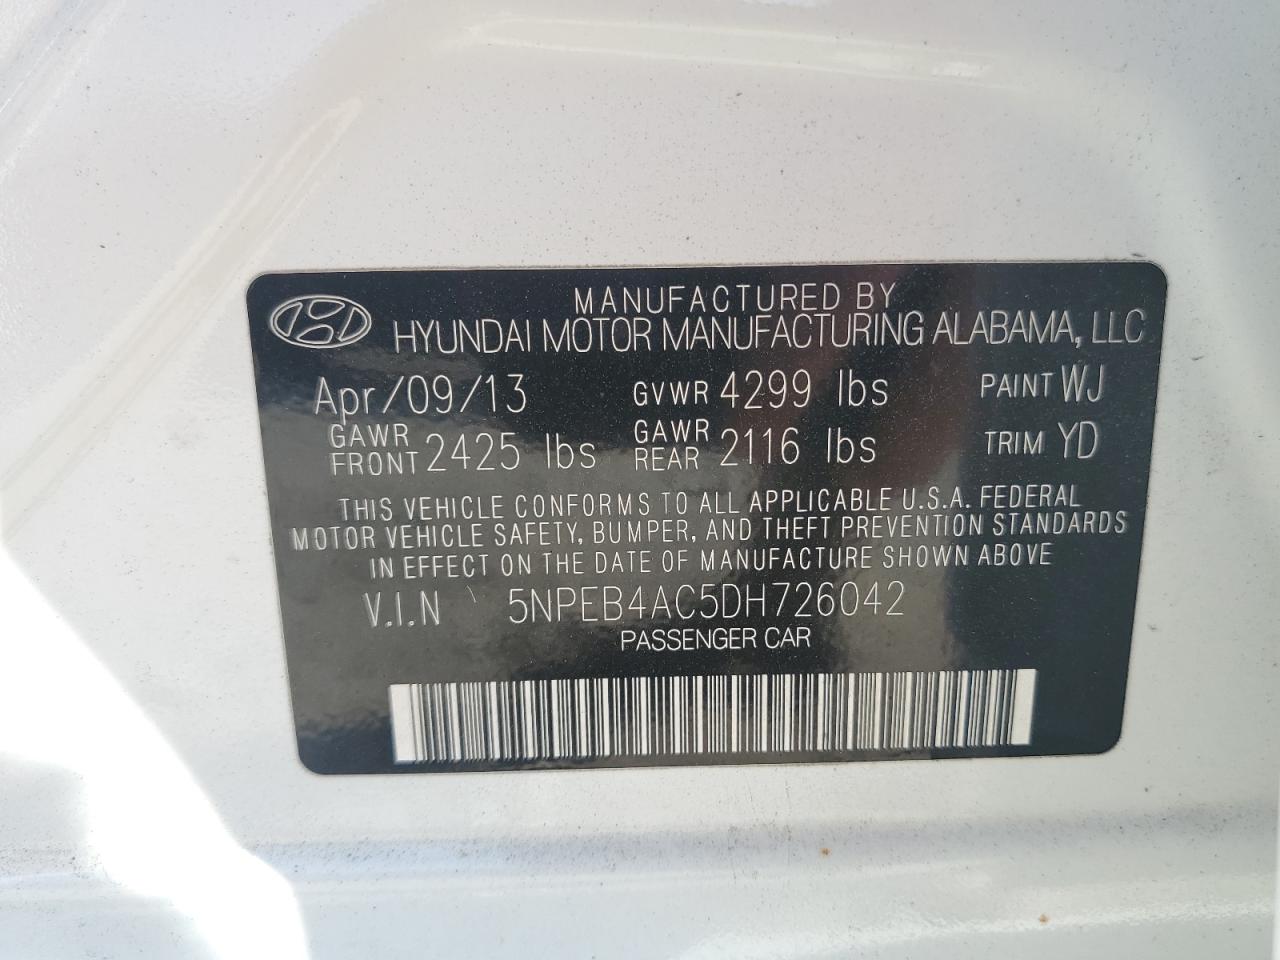 MANUFACTURED BY
HYUNDAI MOTOR MANUFACTURING ALABAMA, LLC
Apr/09/13 GVWR 4299 lbs PAINT WJ
GAWR FRONT 2425 lbs GAWR REAR 2116 lbs TRIM YD
THIS VEHICLE CONFORMS TO ALL APPLICABLE U.S.A. FEDERAL
MOTOR VEHICLE SAFETY, BUMPER, AND THEFT PREVENTION STANDARDS
IN EFFECT ON THE DATE OF MANUFACTURE SHOWN ABOVE
V.I.N 5NPEB4AC5DH726042
PASSENGER CAR